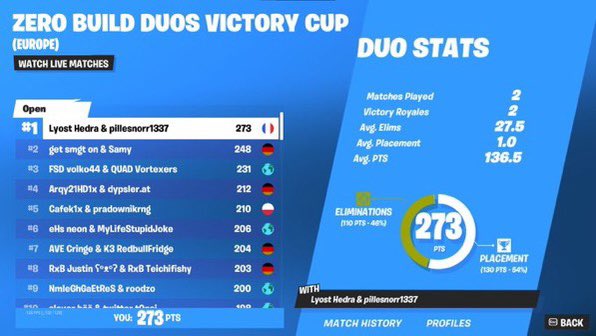 ZERO BUILD DUOS VICTORY CUP
(EUROPE)
WATCH LIVE MATCHES
Open
#1 Lyost Hedra & pillesnorr1337 273
#2 get smgt on & Samy 248
#3 FSD volko44 & QUAD Vortexers 231
#4 Arqy21HD1x & dypsler.at 212
#5 Cafek1x & pradownikrng 210
#6 eHs neon & MyLifeStupidJoke 206
#7 AVE Cringe & K3 RedbullFridge 204
#8 RxB Justin ʕºᴥº? & RxB Teichifishy 203
#9 NmleGhGaEtReS & roodzo 200
YOU: 273 PTS
DUO STATS
Matches Played 2
Victory Royales 2
Avg. Elims 27.5
Avg. Placement 1.0
Avg. PTS 136.5
ELIMINATIONS
(110 PTS - 46%)
273
PTS
PLACEMENT
(130 PTS - 54%)
WITH
Lyost Hedra & pillesnorr1337
MATCH HISTORY PROFILES
BACK